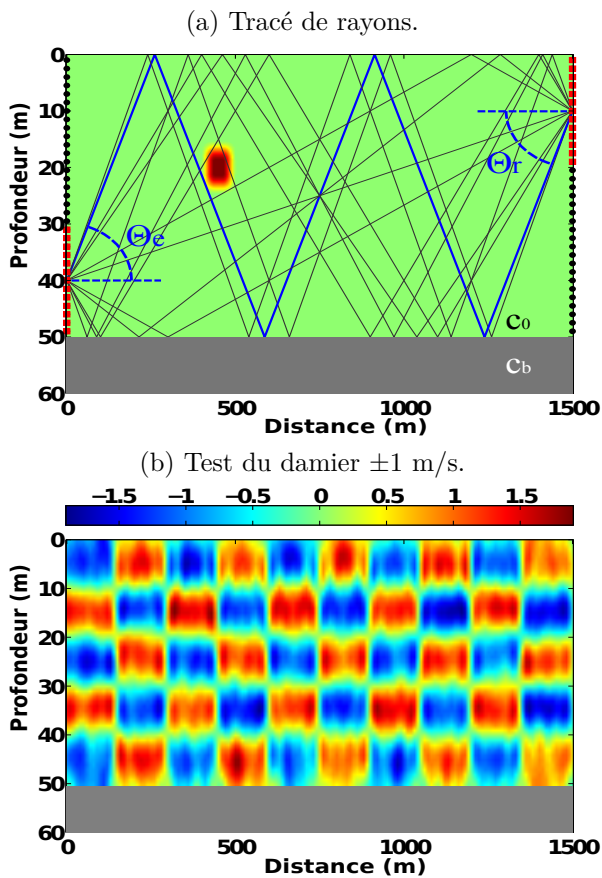 (a) Tracé de rayons.
0
10
20
30
40
50
60
Profondeur (m)
Θe
Θr
c0
cb
0 500 1000 1500
Distance (m)
(b) Test du damier ±1 m/s.
−1.5 −1 −0.5 0 0.5 1 1.5
0
10
20
30
40
50
60
Profondeur (m)
0 500 1000 1500
Distance (m)